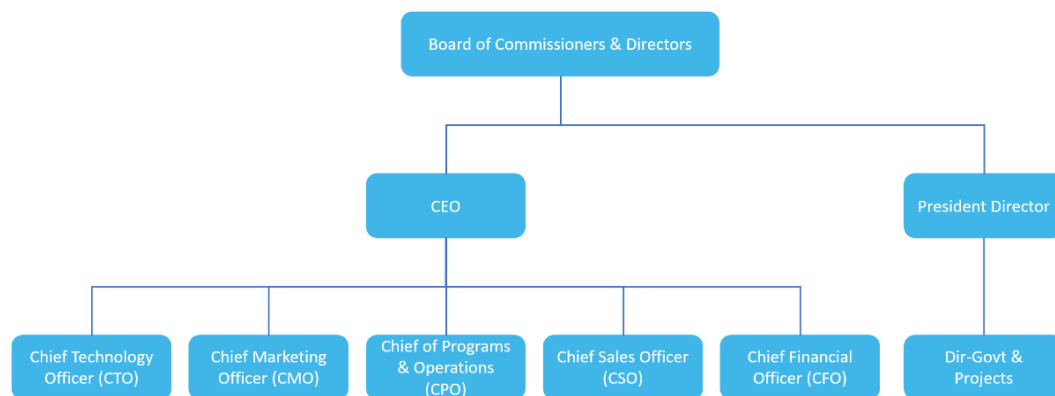 Board of Commissioners & Directors
CEO
President Director
Chief Technology
Officer (CTO)
Chief Marketing
Officer (CMO)
Chief of Programs
& Operations
(CPO)
Chief Sales Officer
(CSO)
Chief Financial
Officer (CFO)
Dir-Govt &
Projects